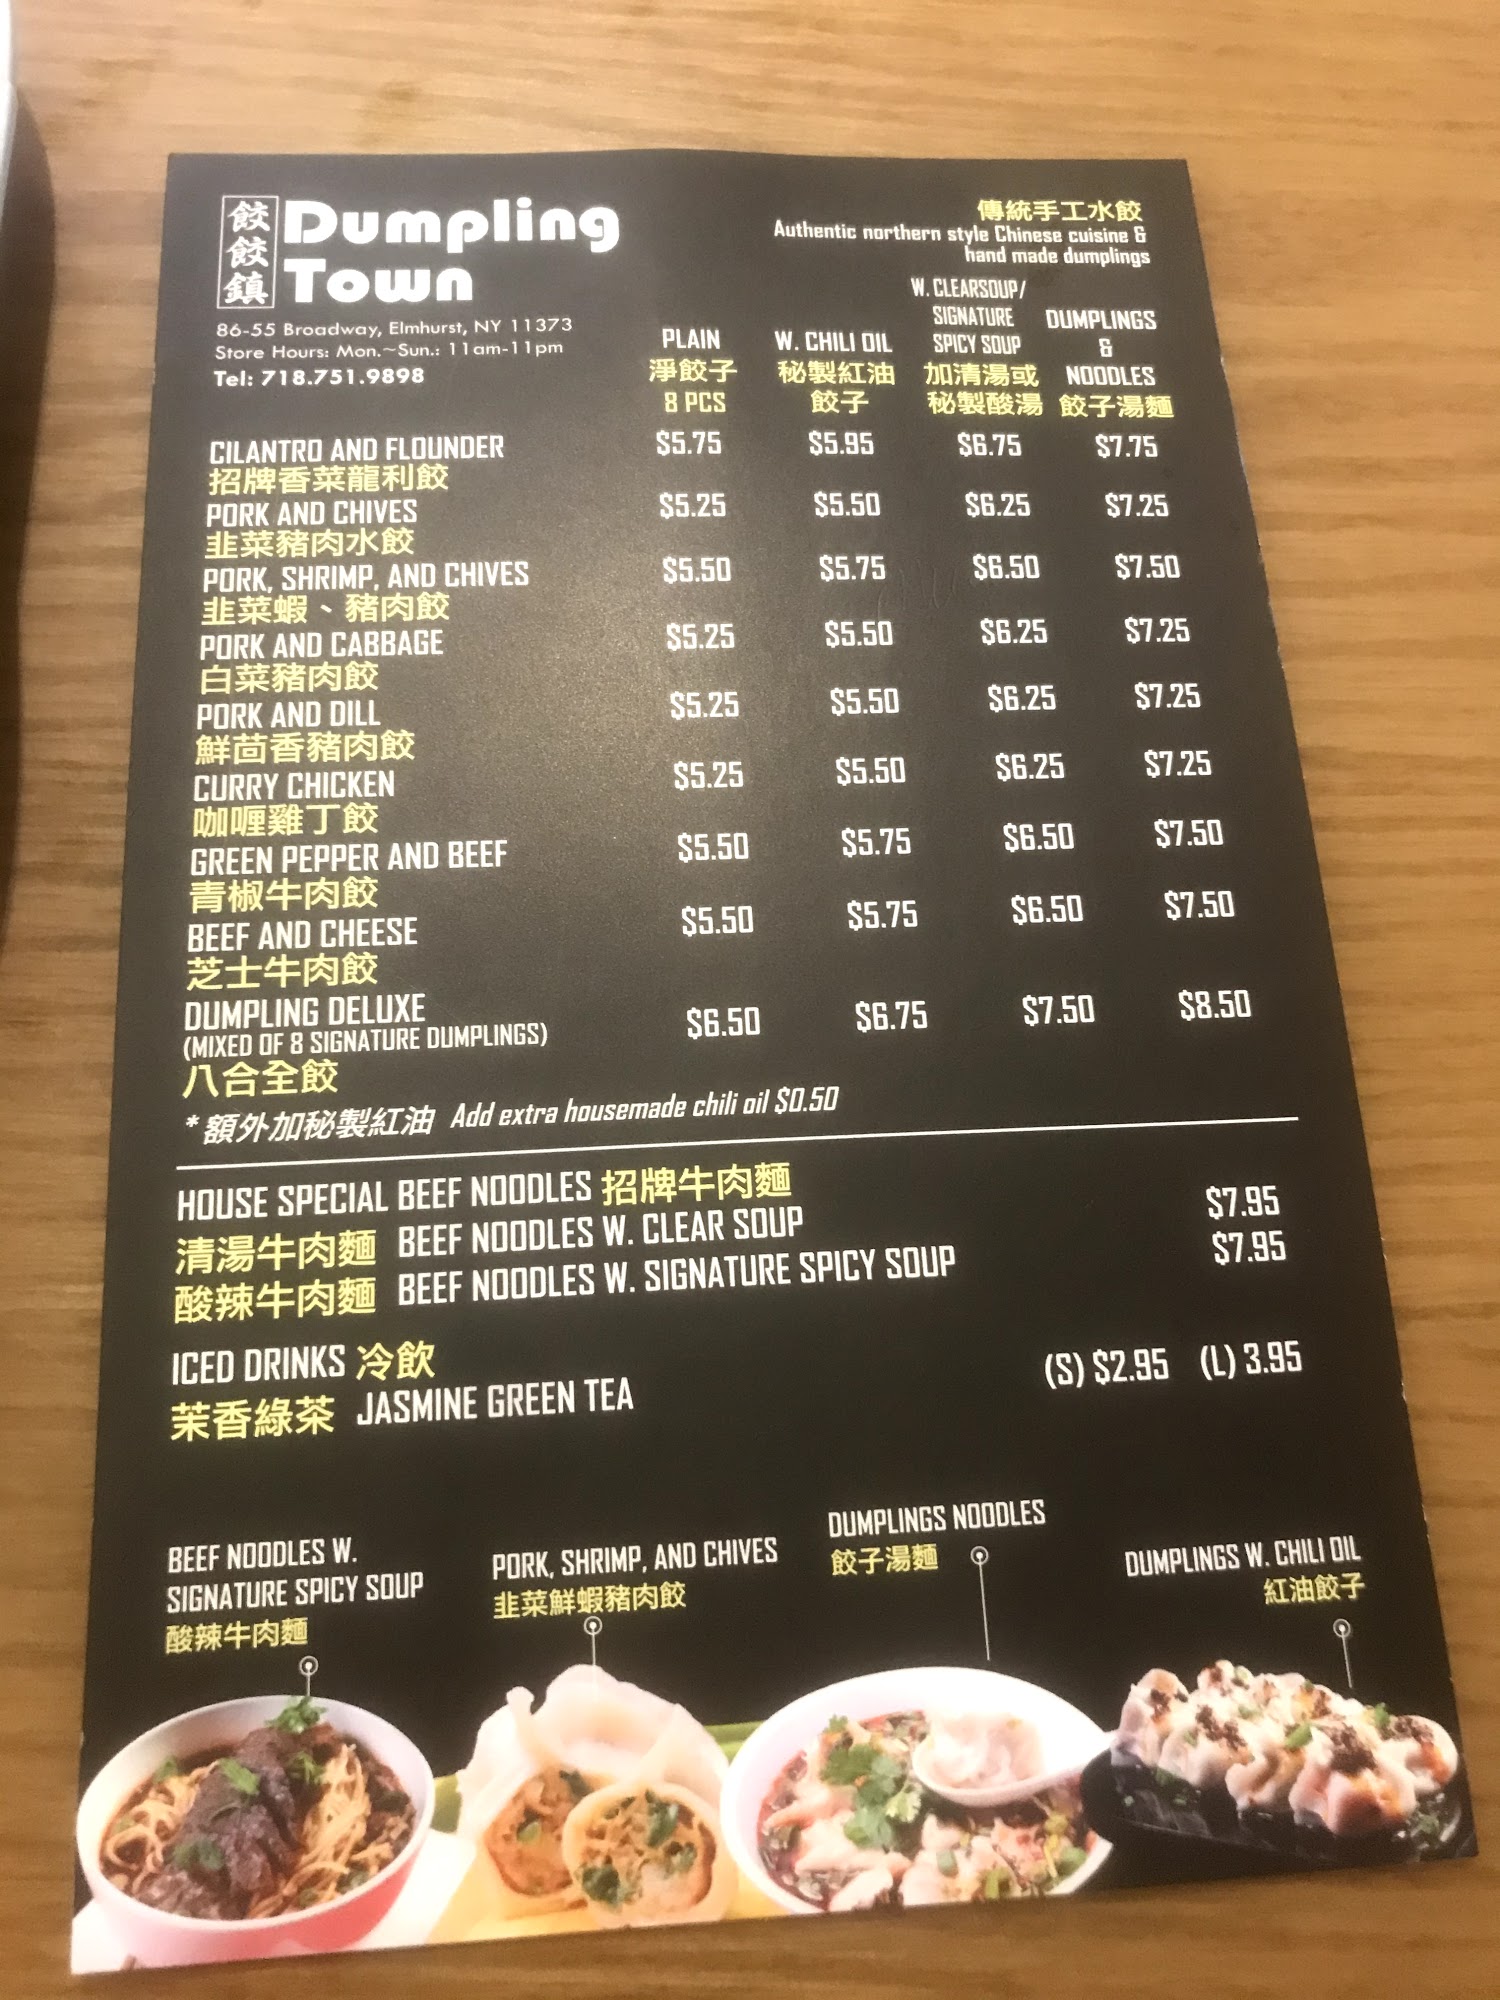 餃餃鎮
Dumpling
Town
86-55 Broadway, Elmhurst, NY 11373
Store Hours: Mon.~Sun.: 11am-11pm
Tel: 718.751.9898
傳統手工水餃
Authentic northern style Chinese cuisine &
hand made dumplings
PLAIN
淨餃子
8 PCS
W. CHILI OIL
秘製紅油
餃子
W. CLEARSOUP/
SIGNATURE
SPICY SOUP
加清湯或
秘製酸湯
DUMPLINGS
&
NOODLES
餃子湯麵
CILANTRO AND FLOUNDER $5.75 $5.95 $6.75 $7.75
招牌香菜龍利餃
PORK AND CHIVES $5.25 $5.50 $6.25 $7.25
韭菜豬肉水餃
PORK, SHRIMP, AND CHIVES $5.50 $5.75 $6.50 $7.50
韭菜蝦、豬肉餃
PORK AND CABBAGE $5.25 $5.50 $6.25 $7.25
白菜豬肉餃
PORK AND DILL $5.25 $5.50 $6.25 $7.25
鮮茴香豬肉餃
CURRY CHICKEN $5.25 $5.50 $6.25 $7.25
咖喱雞丁餃
GREEN PEPPER AND BEEF $5.50 $5.75 $6.50 $7.50
青椒牛肉餃
BEEF AND CHEESE $5.50 $5.75 $6.50 $7.50
芝士牛肉餃
DUMPLING DELUXE $6.50 $6.75 $7.50 $8.50
(MIXED OF 8 SIGNATURE DUMPLINGS)
八合全餃
* 額外加秘製紅油 Add extra housemade chili oil $0.50
HOUSE SPECIAL BEEF NOODLES 招牌牛肉麵
清湯牛肉麵 BEEF NOODLES W. CLEAR SOUP $7.95
酸辣牛肉麵 BEEF NOODLES W. SIGNATURE SPICY SOUP $7.95
ICED DRINKS 冷飲
茉香綠茶 JASMINE GREEN TEA (S) $2.95 (L) 3.95
BEEF NOODLES W.
SIGNATURE SPICY SOUP
酸辣牛肉麵
PORK, SHRIMP, AND CHIVES
韭菜鮮蝦豬肉餃
DUMPLINGS NOODLES
餃子湯麵
DUMPLINGS W. CHILI OIL
紅油餃子